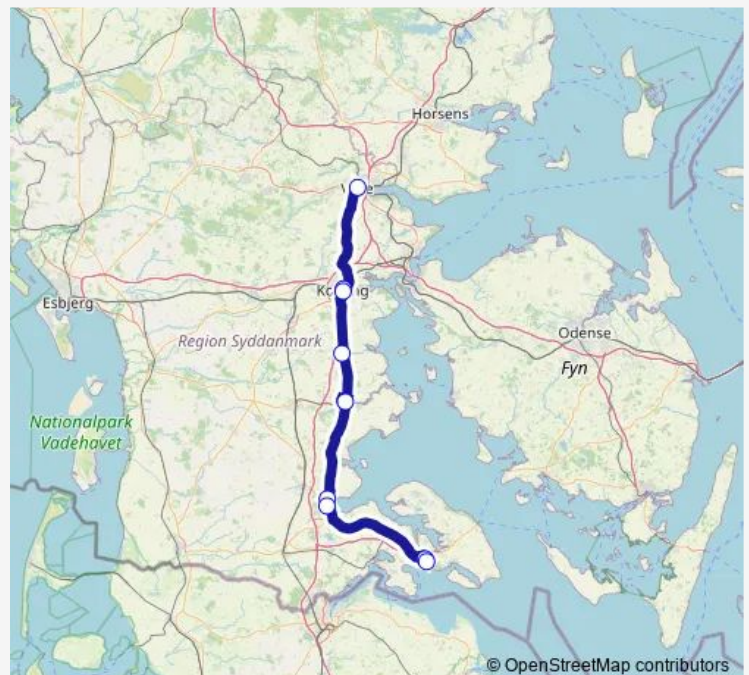 Horsens
Esbjerg
Region Syddanmark
Odense
Fyn
Nationalpark
Vadehavet
© OpenStreetMap contributors